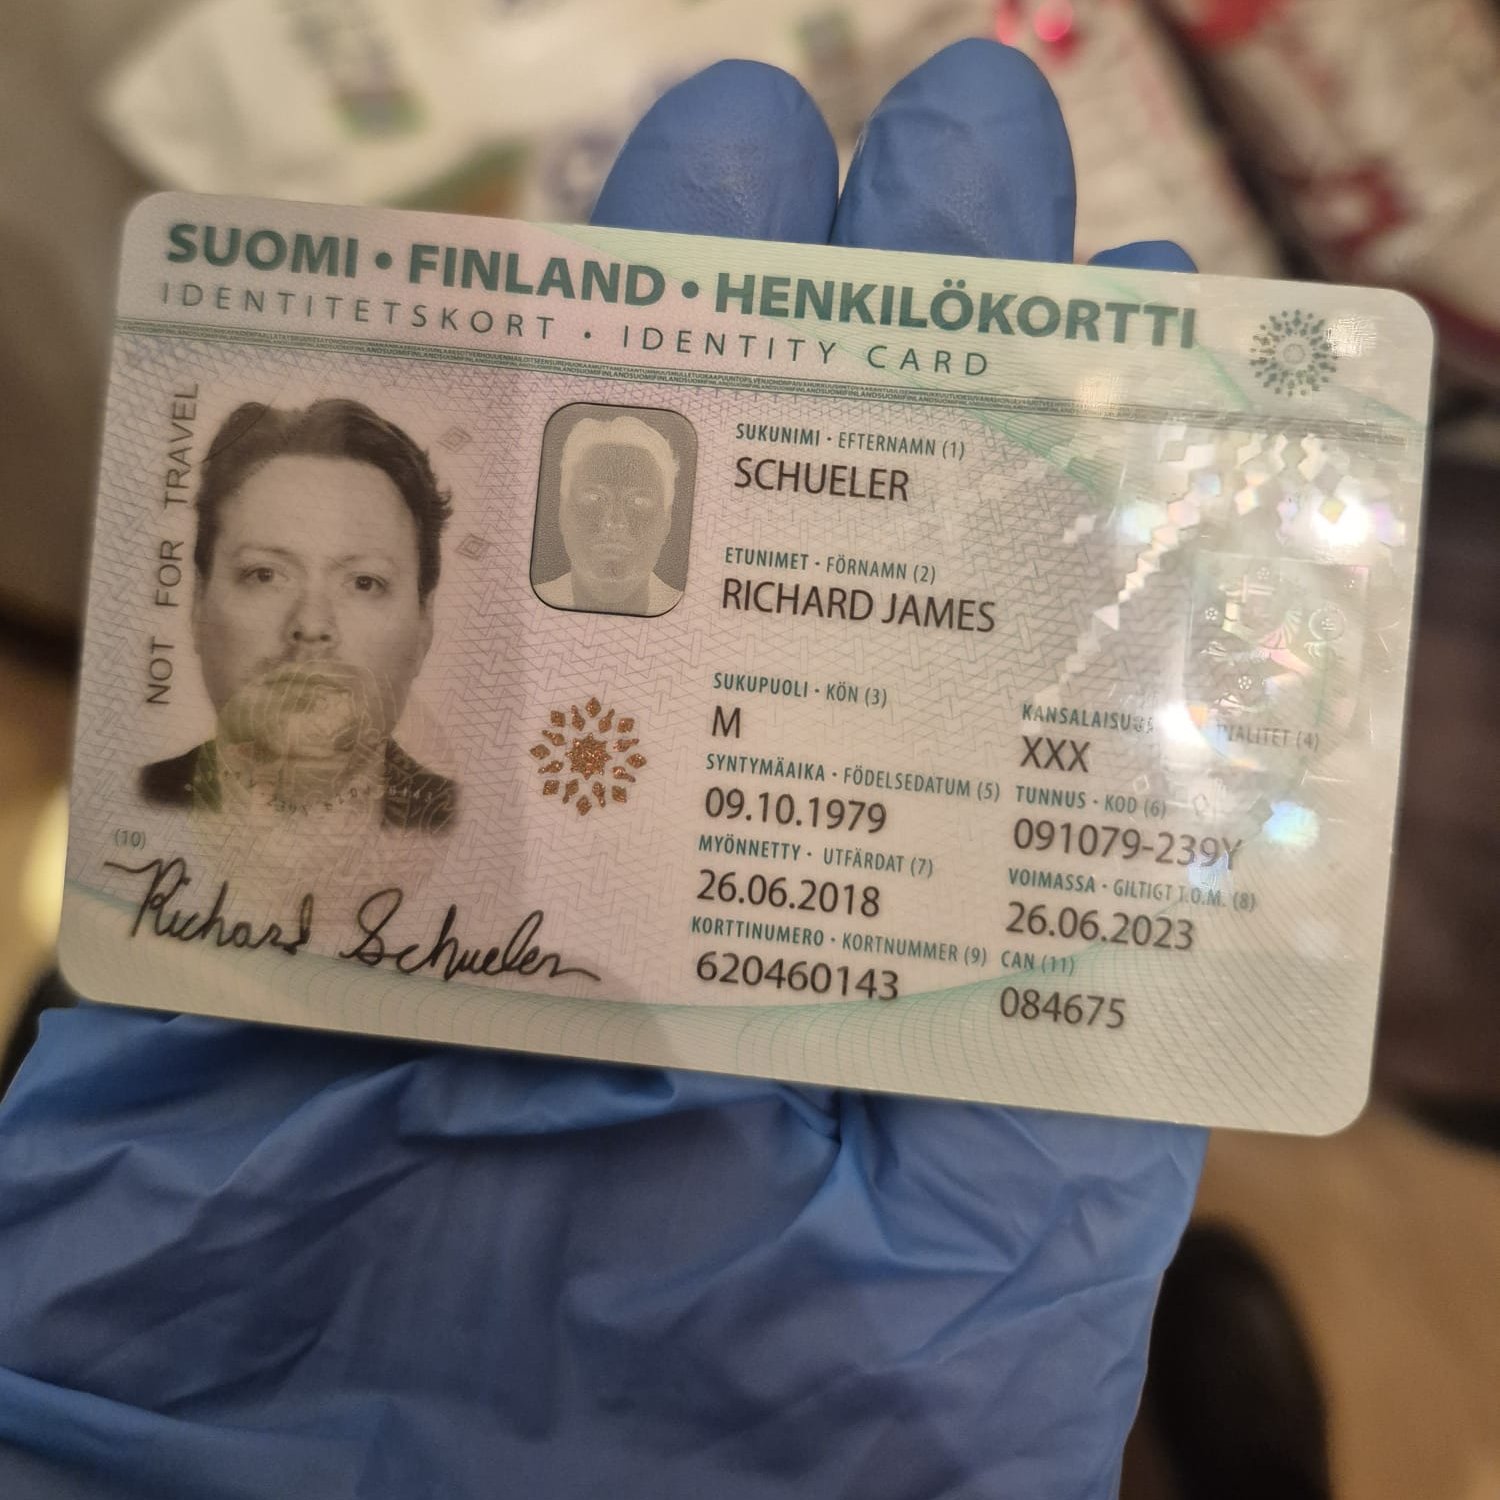 SUOMI • FINLAND • HENKILÖKORTTI
IDENTITETSKORT · IDENTITY CARD
NOT FOR TRAVEL
SUKUNIMI · EFTERNAMN (1)
SCHUELER
ETUNIMET · FÖRNAMN (2)
RICHARD JAMES
SUKUPUOLI · KÖN (3)
M
(4)
XXX
SYNTYMÄAIKA · FÖDELSEDATUM (5)
09.10.1979
TUNNUS · KOD (6)
091079-239Y
MYÖNNETTY · UTFÄRDAT (7)
26.06.2018
VOIMASSA · GILTIGT T.O.M. (8)
26.06.2023
KORTTINUMERO · KORTNUMMER (9)
620460143
CAN (11)
084675
(10)
Richard Schueler